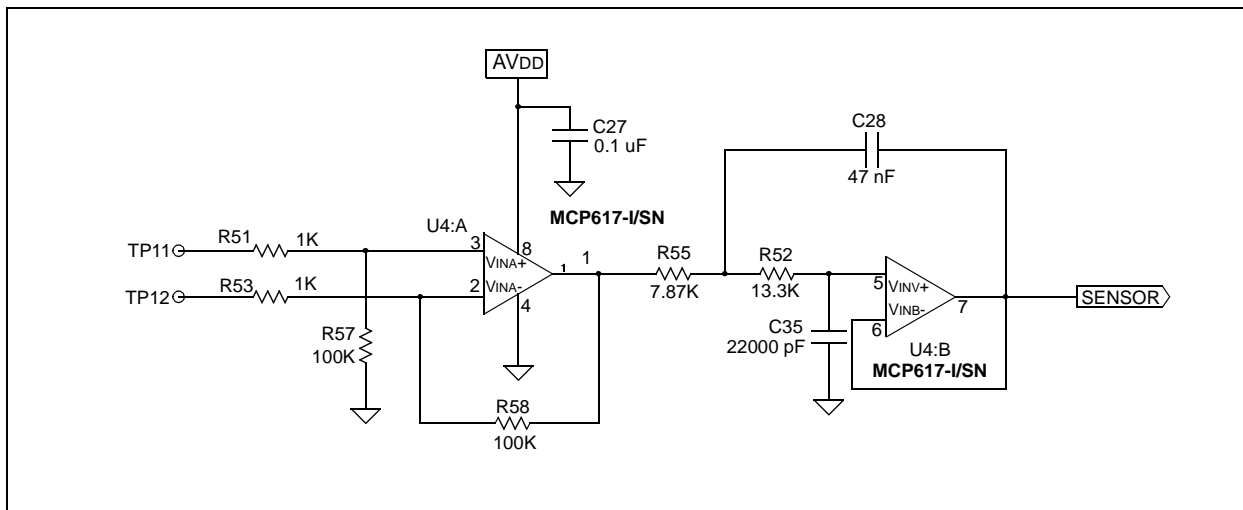 AVDD
C27
0.1 uF
C28
47 nF
MCP617-I/SN
U4:A
TP11
R51
1K
3
VINA+
8
1
1
R55
7.87K
R52
13.3K
5
VINV+
VINB-
6
7
SENSOR
TP12
R53
1K
2
VINA-
4
R57
100K
C35
22000 pF
U4:B
MCP617-I/SN
R58
100K